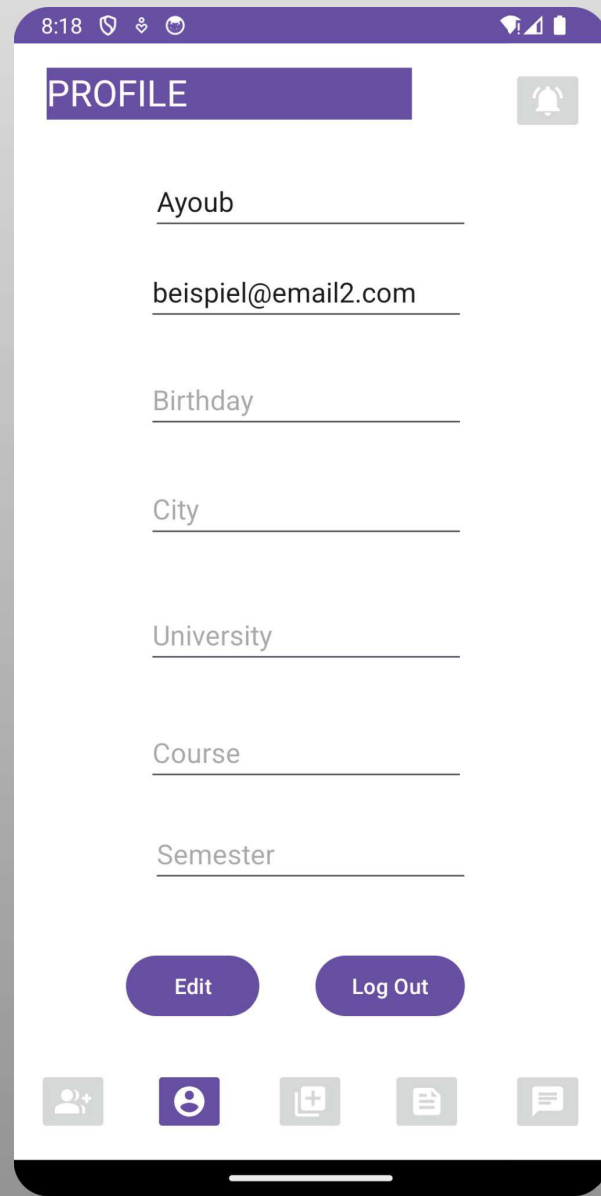 8:18
PROFILE
Ayoub
beispiel@email2.com
Birthday
City
University
Course
Semester
Edit
Log Out